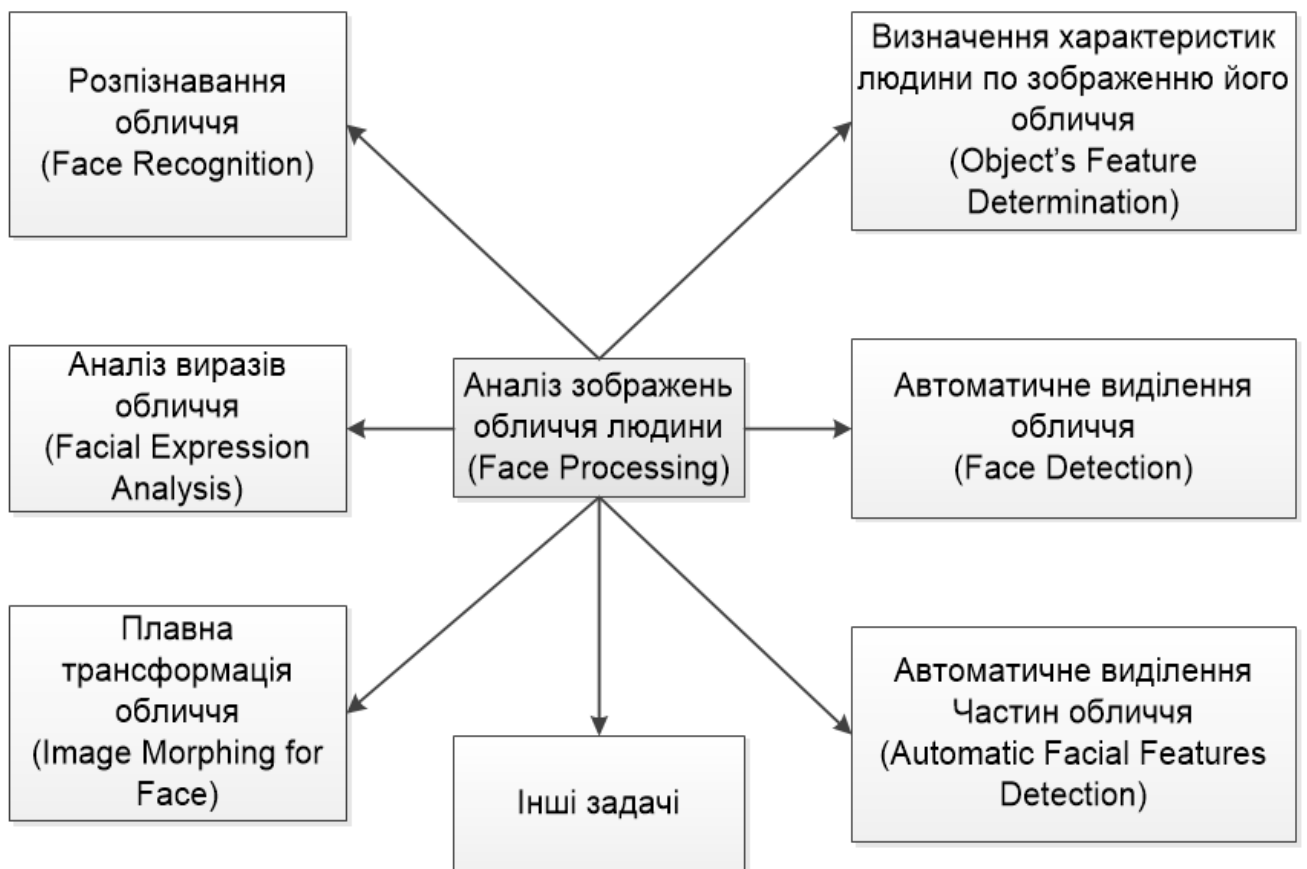 Розпізнавання
обличчя
(Face Recognition)
Визначення характеристик
людини по зображенню його
обличчя
(Object’s Feature
Determination)
Аналіз виразів
обличчя
(Facial Expression
Analysis)
Аналіз зображень
обличчя людини
(Face Processing)
Автоматичне виділення
обличчя
(Face Detection)
Плавна
трансформація
обличчя
(Image Morphing for
Face)
Інші задачі
Автоматичне виділення
Частин обличчя
(Automatic Facial Features
Detection)